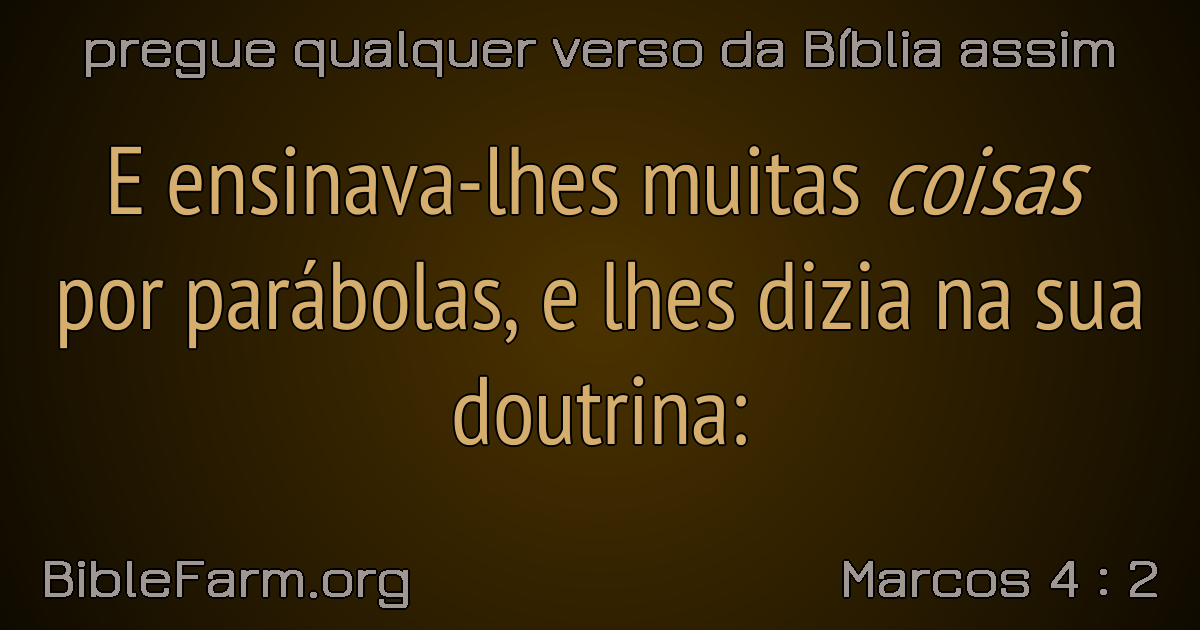 pregue qualquer verso da Bíblia assim
E ensinava-lhes muitas coisas
por parábolas, e lhes dizia na sua
doutrina:
BibleFarm.org
Marcos 4 : 2